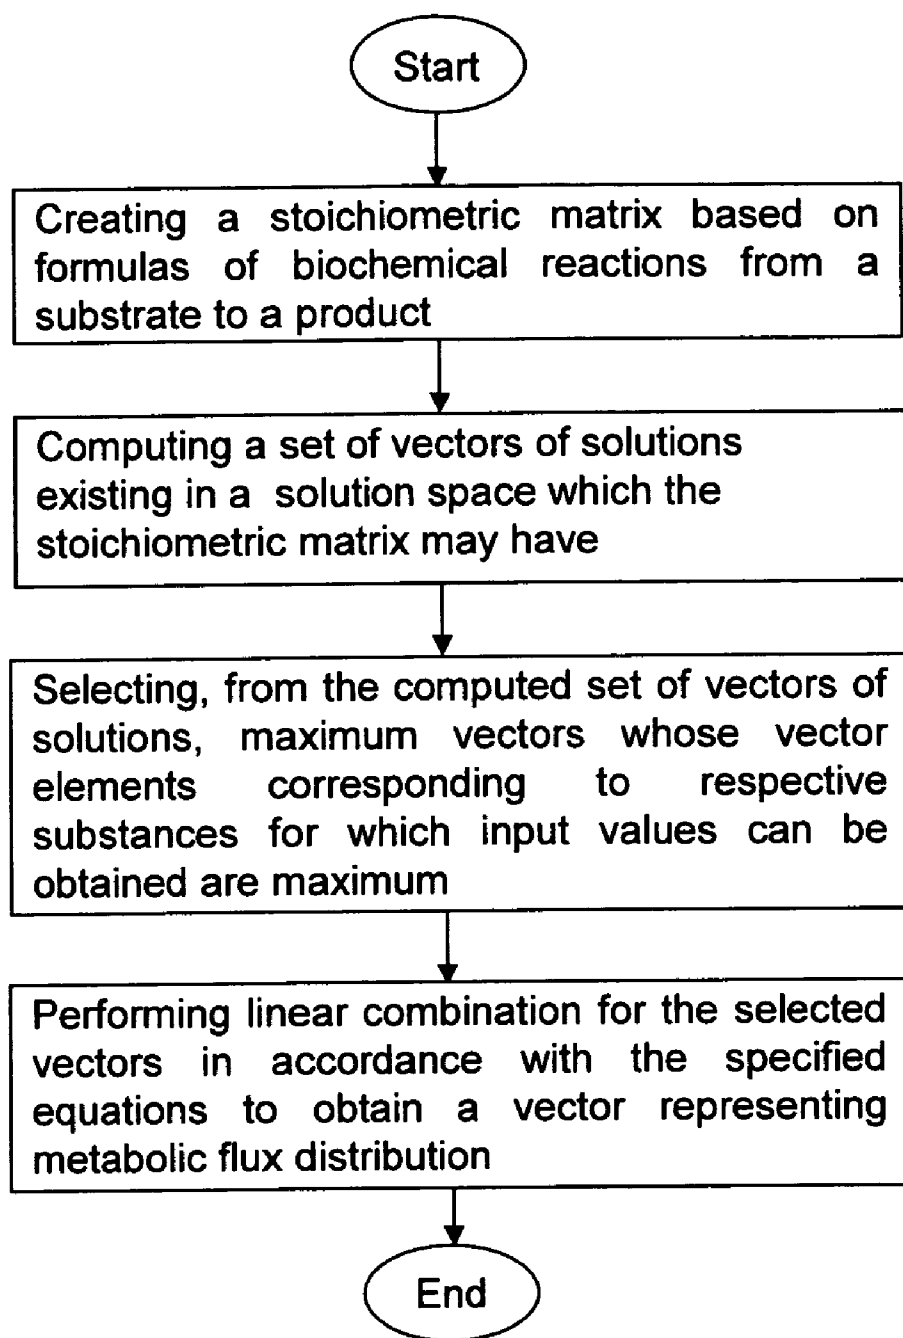 Start
Creating a stoichiometric matrix based on
formulas of biochemical reactions from a
substrate to a product
Computing a set of vectors of solutions
existing in a solution space which the
stoichiometric matrix may have
Selecting, from the computed set of vectors of
solutions, maximum vectors whose vector
elements corresponding to respective
substances for which input values can be
obtained are maximum
Performing linear combination for the selected
vectors in accordance with the specified
equations to obtain a vector representing
metabolic flux distribution
End